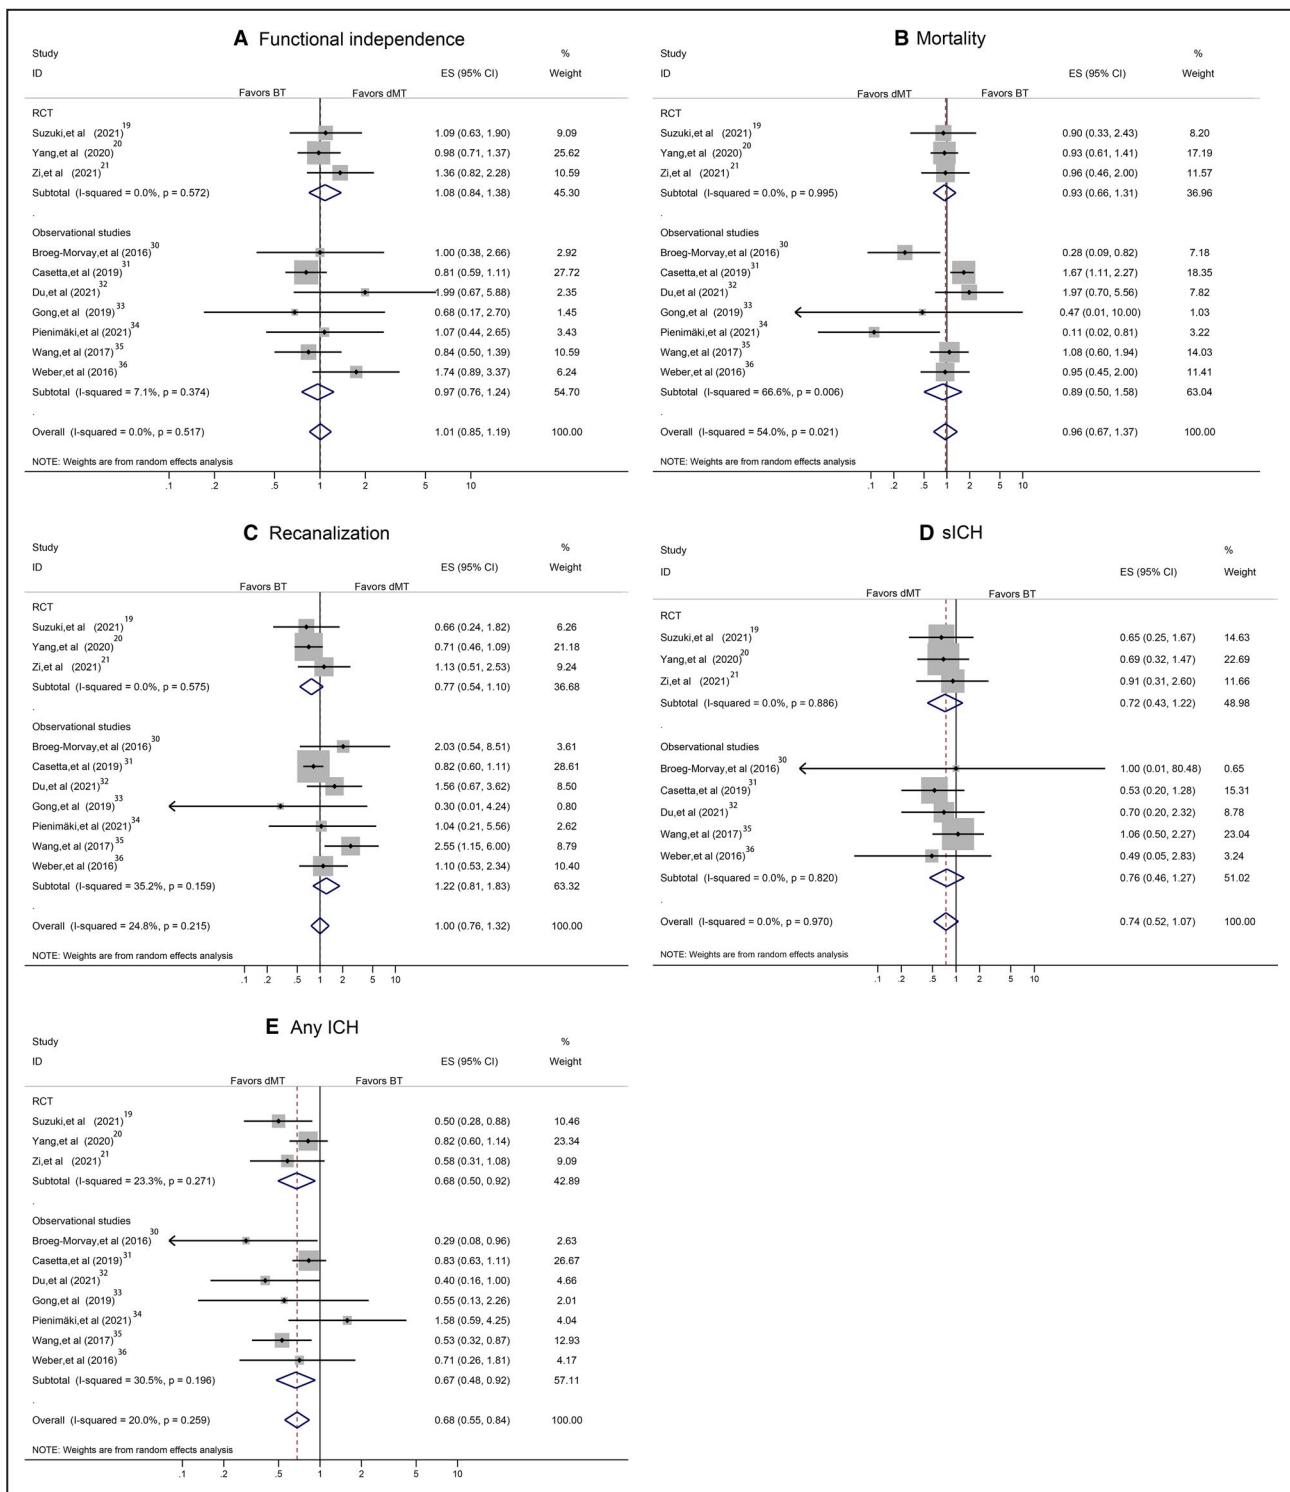 A Functional independence
Study %
ID ES (95% CI) Weight
Favors BT Favors dMT
RCT
Suzuki,et al (2021)19 1.09 (0.63, 1.90) 9.09
Yang,et al (2020)20 0.98 (0.71, 1.37) 25.62
Zi,et al (2021)21 1.36 (0.82, 2.28) 10.59
Subtotal (I-squared = 0.0%, p = 0.572) 1.08 (0.84, 1.38) 45.30
.
Observational studies
Broeg-Morvay,et al (2016)30 1.00 (0.38, 2.66) 2.92
Casetta,et al (2019)31 0.81 (0.59, 1.11) 27.72
Du,et al (2021)32 1.99 (0.67, 5.88) 2.35
Gong,et al (2019)33 0.68 (0.17, 2.70) 1.45
Pienimäki,et al (2021)34 1.07 (0.44, 2.65) 3.43
Wang,et al (2017)35 0.84 (0.50, 1.39) 10.59
Weber,et al (2016)36 1.74 (0.89, 3.37) 6.24
Subtotal (I-squared = 7.1%, p = 0.374) 0.97 (0.76, 1.24) 54.70
.
Overall (I-squared = 0.0%, p = 0.517) 1.01 (0.85, 1.19) 100.00
NOTE: Weights are from random effects analysis
.1 .2 .5 1 2 5 10
B Mortality
Study %
ID ES (95% CI) Weight
Favors dMT Favors BT
RCT
Suzuki,et al (2021)19 0.90 (0.33, 2.43) 8.20
Yang,et al (2020)20 0.93 (0.61, 1.41) 17.19
Zi,et al (2021)21 0.96 (0.46, 2.00) 11.57
Subtotal (I-squared = 0.0%, p = 0.995) 0.93 (0.66, 1.31) 36.96
.
Observational studies
Broeg-Morvay,et al (2016)30 0.28 (0.09, 0.82) 7.18
Casetta,et al (2019)31 1.67 (1.11, 2.27) 18.35
Du,et al (2021)32 1.97 (0.70, 5.56) 7.82
Gong,et al (2019)33 0.47 (0.01, 10.00) 1.03
Pienimäki,et al (2021)34 0.11 (0.02, 0.81) 3.22
Wang,et al (2017)35 1.08 (0.60, 1.94) 14.03
Weber,et al (2016)36 0.95 (0.45, 2.00) 11.41
Subtotal (I-squared = 66.6%, p = 0.006) 0.89 (0.50, 1.58) 63.04
.
Overall (I-squared = 54.0%, p = 0.021) 0.96 (0.67, 1.37) 100.00
NOTE: Weights are from random effects analysis
.1 .2 .5 1 2 5 10
C Recanalization
Study %
ID ES (95% CI) Weight
Favors BT Favors dMT
RCT
Suzuki,et al (2021)19 0.66 (0.24, 1.82) 6.26
Yang,et al (2020)20 0.71 (0.46, 1.09) 21.18
Zi,et al (2021)21 1.13 (0.51, 2.53) 9.24
Subtotal (I-squared = 0.0%, p = 0.575) 0.77 (0.54, 1.10) 36.68
.
Observational studies
Broeg-Morvay,et al (2016)30 2.03 (0.54, 8.51) 3.61
Casetta,et al (2019)31 0.82 (0.60, 1.11) 28.61
Du,et al (2021)32 1.56 (0.67, 3.62) 8.50
Gong,et al (2019)33 0.30 (0.01, 4.24) 0.80
Pienimäki,et al (2021)34 1.04 (0.21, 5.56) 2.62
Wang,et al (2017)35 2.55 (1.15, 6.00) 8.79
Weber,et al (2016)36 1.10 (0.53, 2.34) 10.40
Subtotal (I-squared = 35.2%, p = 0.159) 1.22 (0.81, 1.83) 63.32
.
Overall (I-squared = 24.8%, p = 0.215) 1.00 (0.76, 1.32) 100.00
NOTE: Weights are from random effects analysis
.1 .2 .5 1 2 5 10
D sICH
Study %
ID ES (95% CI) Weight
Favors dMT Favors BT
RCT
Suzuki,et al (2021)19 0.65 (0.25, 1.67) 14.63
Yang,et al (2020)20 0.69 (0.32, 1.47) 22.69
Zi,et al (2021)21 0.91 (0.31, 2.60) 11.66
Subtotal (I-squared = 0.0%, p = 0.886) 0.72 (0.43, 1.22) 48.98
.
Observational studies
Broeg-Morvay,et al (2016)30 1.00 (0.01, 80.48) 0.65
Casetta,et al (2019)31 0.53 (0.20, 1.28) 15.31
Du,et al (2021)32 0.70 (0.20, 2.32) 8.78
Wang,et al (2017)35 1.06 (0.50, 2.27) 23.04
Weber,et al (2016)36 0.49 (0.05, 2.83) 3.24
Subtotal (I-squared = 0.0%, p = 0.820) 0.76 (0.46, 1.27) 51.02
.
Overall (I-squared = 0.0%, p = 0.970) 0.74 (0.52, 1.07) 100.00
NOTE: Weights are from random effects analysis
.1 .2 .5 1 2 5 10
E Any ICH
Study %
ID ES (95% CI) Weight
Favors dMT Favors BT
RCT
Suzuki,et al (2021)19 0.50 (0.28, 0.88) 10.46
Yang,et al (2020)20 0.82 (0.60, 1.14) 23.34
Zi,et al (2021)21 0.58 (0.31, 1.08) 9.09
Subtotal (I-squared = 23.3%, p = 0.271) 0.68 (0.50, 0.92) 42.89
.
Observational studies
Broeg-Morvay,et al (2016)30 0.29 (0.08, 0.96) 2.63
Casetta,et al (2019)31 0.83 (0.63, 1.11) 26.67
Du,et al (2021)32 0.40 (0.16, 1.00) 4.66
Gong,et al (2019)33 0.55 (0.13, 2.26) 2.01
Pienimäki,et al (2021)34 1.58 (0.59, 4.25) 4.04
Wang,et al (2017)35 0.53 (0.32, 0.87) 12.93
Weber,et al (2016)36 0.71 (0.26, 1.81) 4.17
Subtotal (I-squared = 30.5%, p = 0.196) 0.67 (0.48, 0.92) 57.11
.
Overall (I-squared = 20.0%, p = 0.259) 0.68 (0.55, 0.84) 100.00
NOTE: Weights are from random effects analysis
.1 .2 .5 1 2 5 10